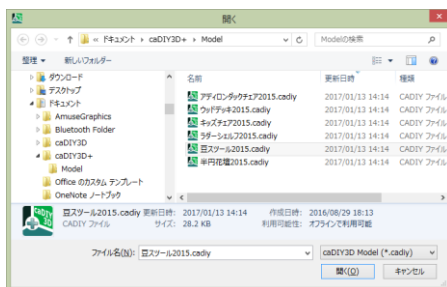 開く
« ドキュメント › caDIY3D+ › Model
Modelの検索
整理 ▼ 新しいフォルダー
ダウンロード
デスクトップ
ドキュメント
AmuseGraphics
Bluetooth Folder
caDIY3D
caDIY3D+
Model
Office のカスタム テンプレート
OneNote ノートブック
名前 更新日時 種類
アディロンダックチェア2015.cadiy 2017/01/13 14:14 CADIY ファイル
ウッドデッキ2015.cadiy 2017/01/13 14:14 CADIY ファイル
キッズチェア2015.cadiy 2017/01/13 14:14 CADIY ファイル
ラダーシェルフ2015.cadiy 2017/01/13 14:14 CADIY ファイル
豆スツール2015.cadiy 2017/01/13 14:14 CADIY ファイル
半円花壇2015.cadiy 2017/01/13 14:14 CADIY ファイル
caDIY 3D
豆スツール2015.cadiy 更新日時: 2017/01/13 14:14 作成日時: 2016/08/29 18:13
CADIY ファイル サイズ: 28.2 KB 利用可能性: オフラインで利用可能
ファイル名(N): 豆スツール2015.cadiy caDIY3D Model (*.cadiy)
開く(O) キャンセル